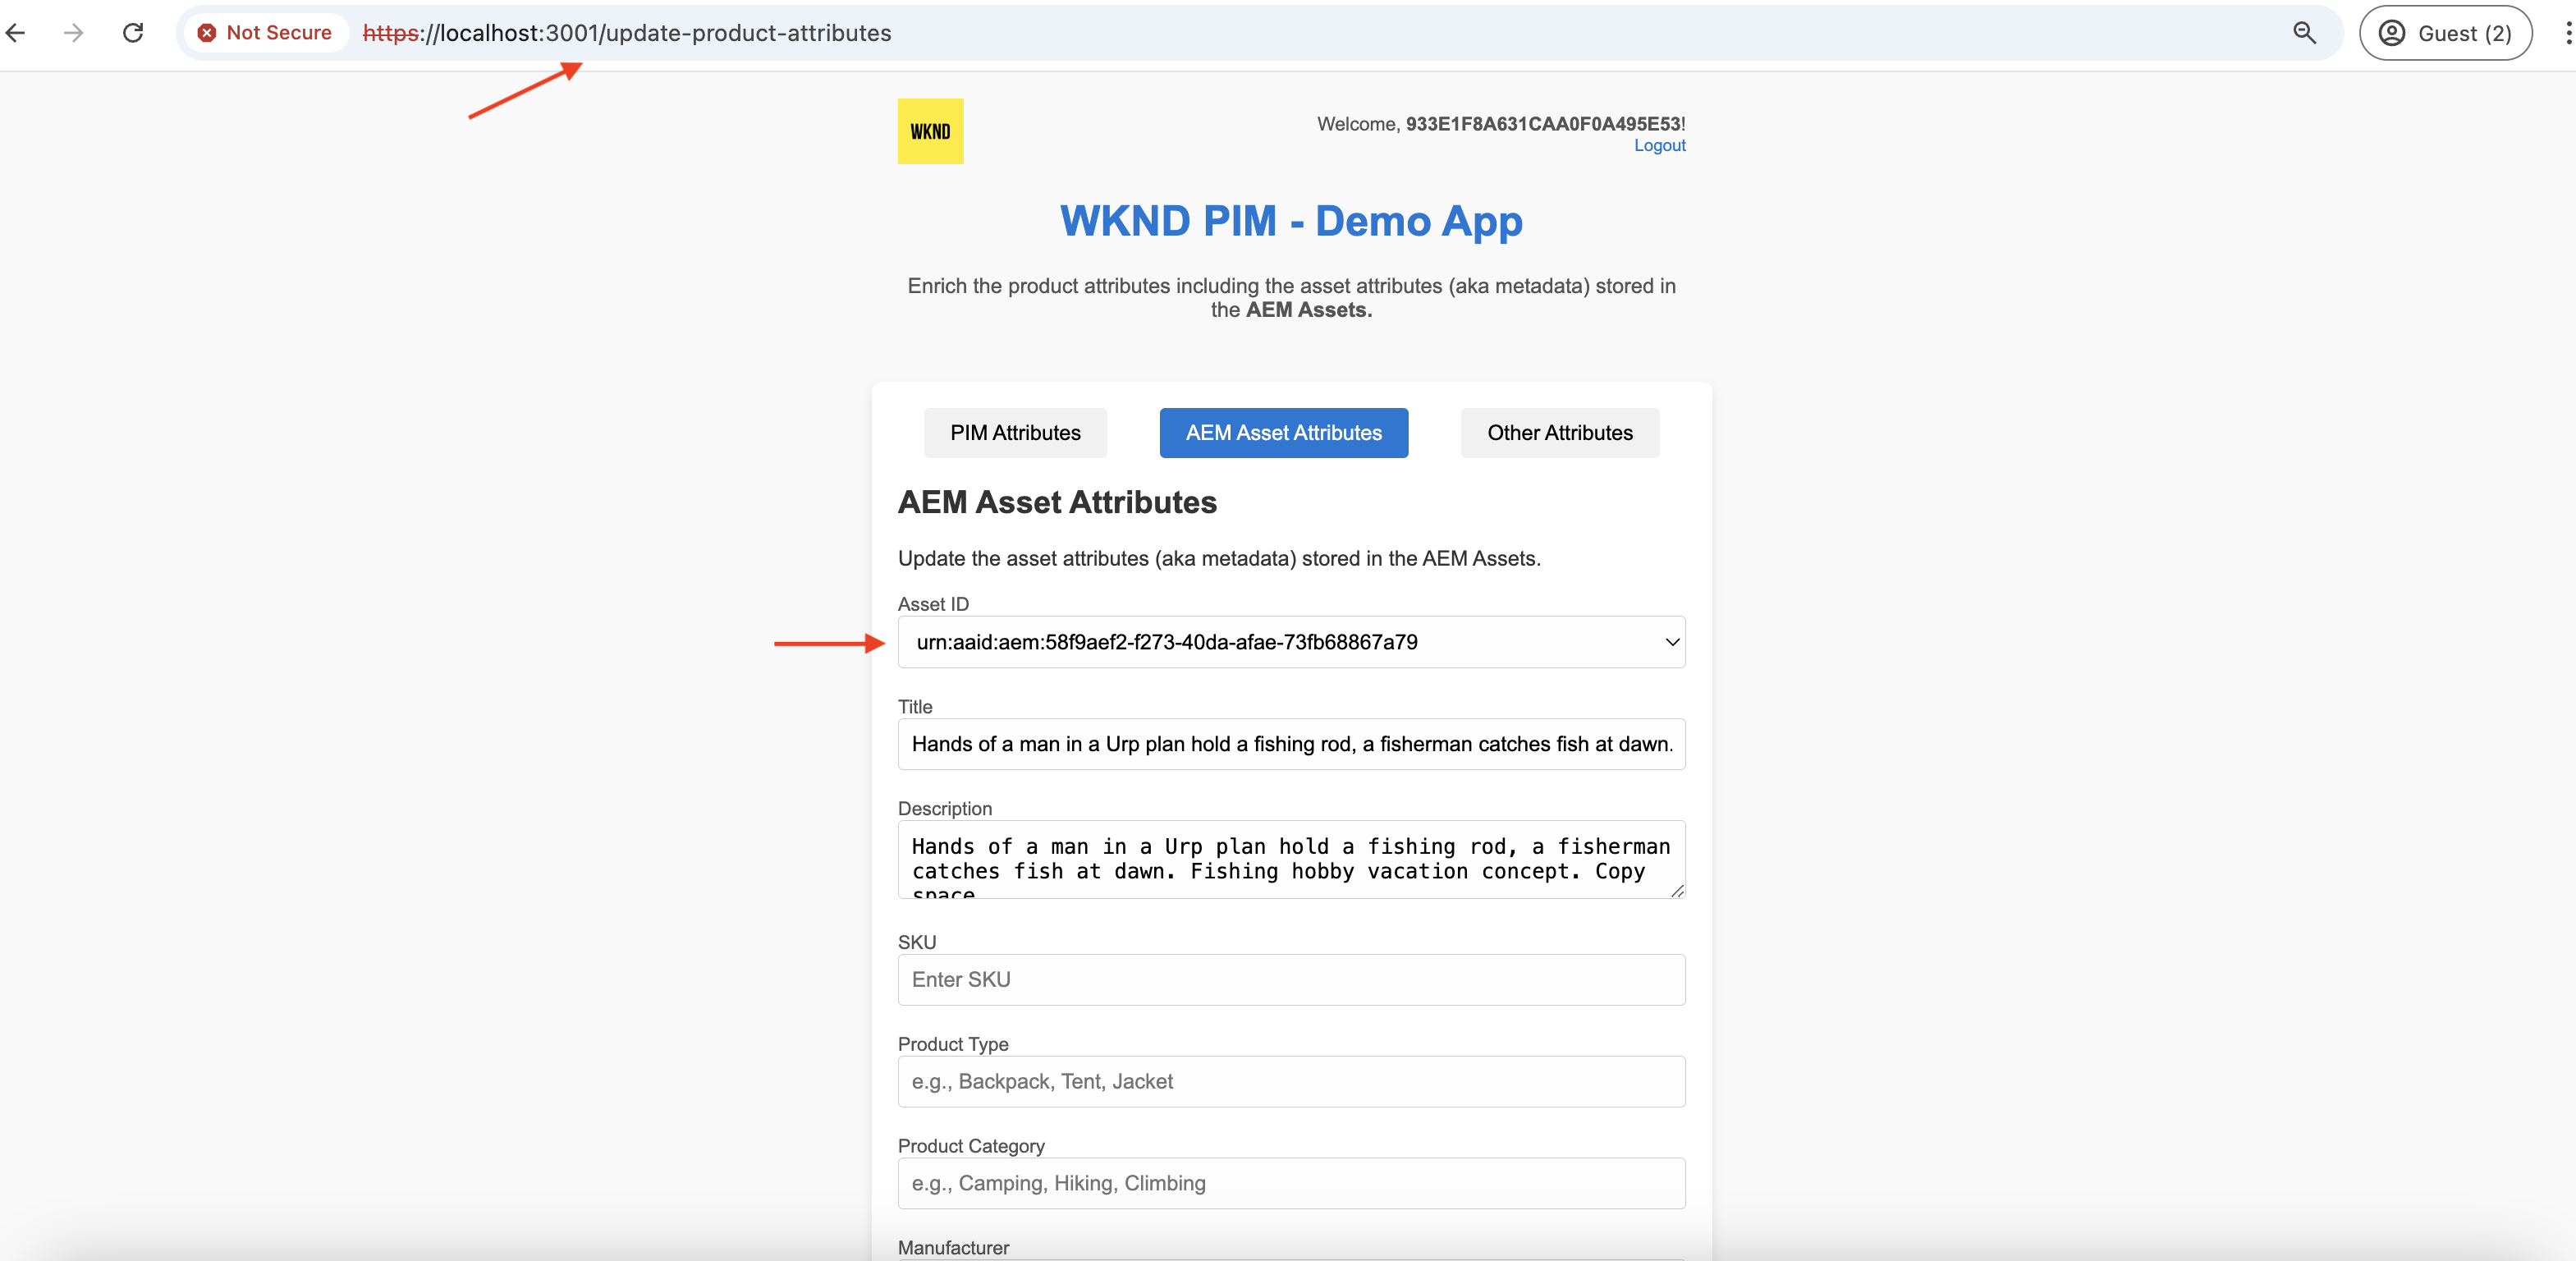 Not Secure https://localhost:3001/update-product-attributes Guest (2)
WKND
Welcome, 933E1F8A631CAA0F0A495E53!
Logout
WKND PIM - Demo App
Enrich the product attributes including the asset attributes (aka metadata) stored in
the AEM Assets.
PIM Attributes AEM Asset Attributes Other Attributes
AEM Asset Attributes
Update the asset attributes (aka metadata) stored in the AEM Assets.
Asset ID
urn:aaid:aem:58f9aef2-f273-40da-afae-73fb68867a79
Title
Hands of a man in a Urp plan hold a fishing rod, a fisherman catches fish at dawn.
Description
Hands of a man in a Urp plan hold a fishing rod, a fisherman
catches fish at dawn. Fishing hobby vacation concept. Copy
space
SKU
Enter SKU
Product Type
e.g., Backpack, Tent, Jacket
Product Category
e.g., Camping, Hiking, Climbing
Manufacturer